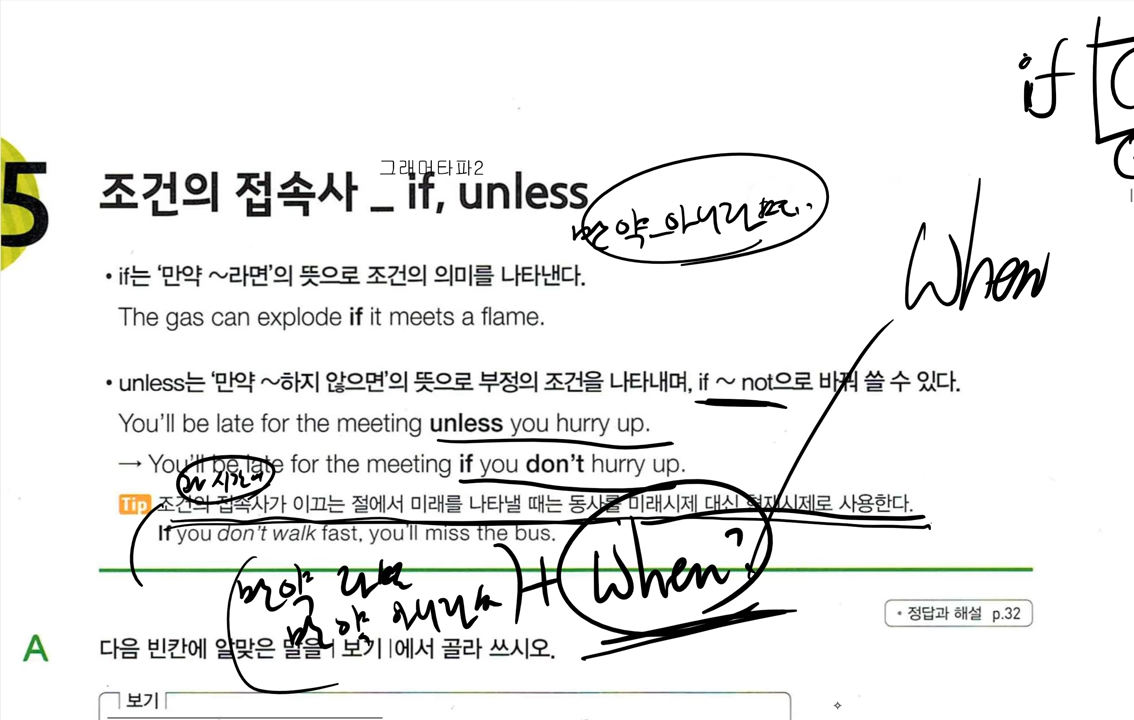 if
5
그래머타파2
조건의 접속사 _ if, unless
만약 아니라면
• if는 ‘만약 ~라면’의 뜻으로 조건의 의미를 나타낸다.
When
The gas can explode if it meets a flame.
• unless는 ‘만약 ~하지 않으면’의 뜻으로 부정의 조건을 나타내며, if ~ not으로 바꿔 쓸 수 있다.
You’ll be late for the meeting unless you hurry up.
→ You’ll be late for the meeting if you don’t hurry up.
시간에
Tip 조건의 접속사가 이끄는 절에서 미래를 나타낼 때는 동사를 미래시제 대신 현재시제로 사용한다.
If you don’t walk fast, you’ll miss the bus.
만약 라면
만약 아니라면
+ When?
• 정답과 해설 p.32
A 다음 빈칸에 알맞은 말을 | 보기 |에서 골라 쓰시오.
보기